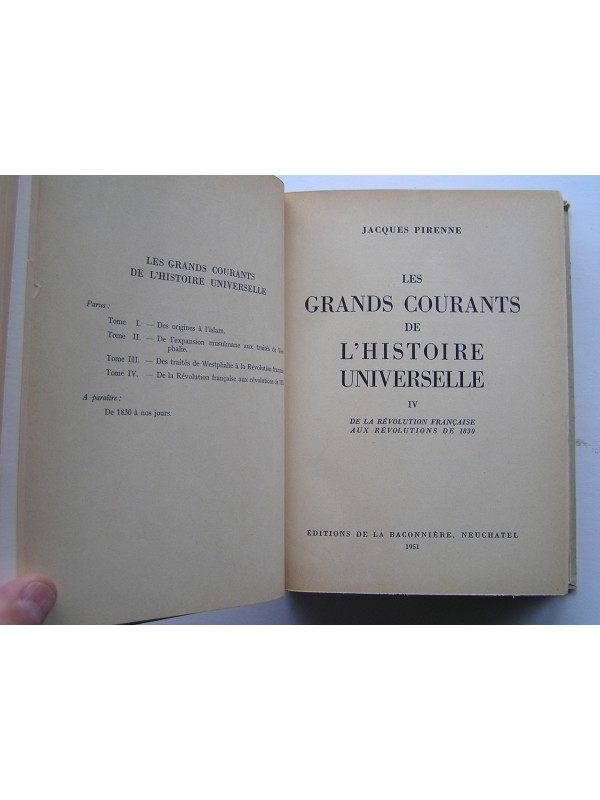 LES GRANDS COURANTS
DE L'HISTOIRE UNIVERSELLE
Parus :
Tome I. — Des origines à l'islam.
Tome II. — De l'expansion musulmane aux traités de Wes
phalie.
Tome III. — Des traités de Westphalie à la Révolution française
Tome IV. — De la Révolution française aux révolutions de
A paraître :
De 1830 à nos jours.
JACQUES PIRENNE
LES
GRANDS COURANTS
DE
L'HISTOIRE
UNIVERSELLE
IV
DE LA RÉVOLUTION FRANÇAISE
AUX RÉVOLUTIONS DE 1830
ÉDITIONS DE LA BACONNIÈRE, NEUCHATEL
1951